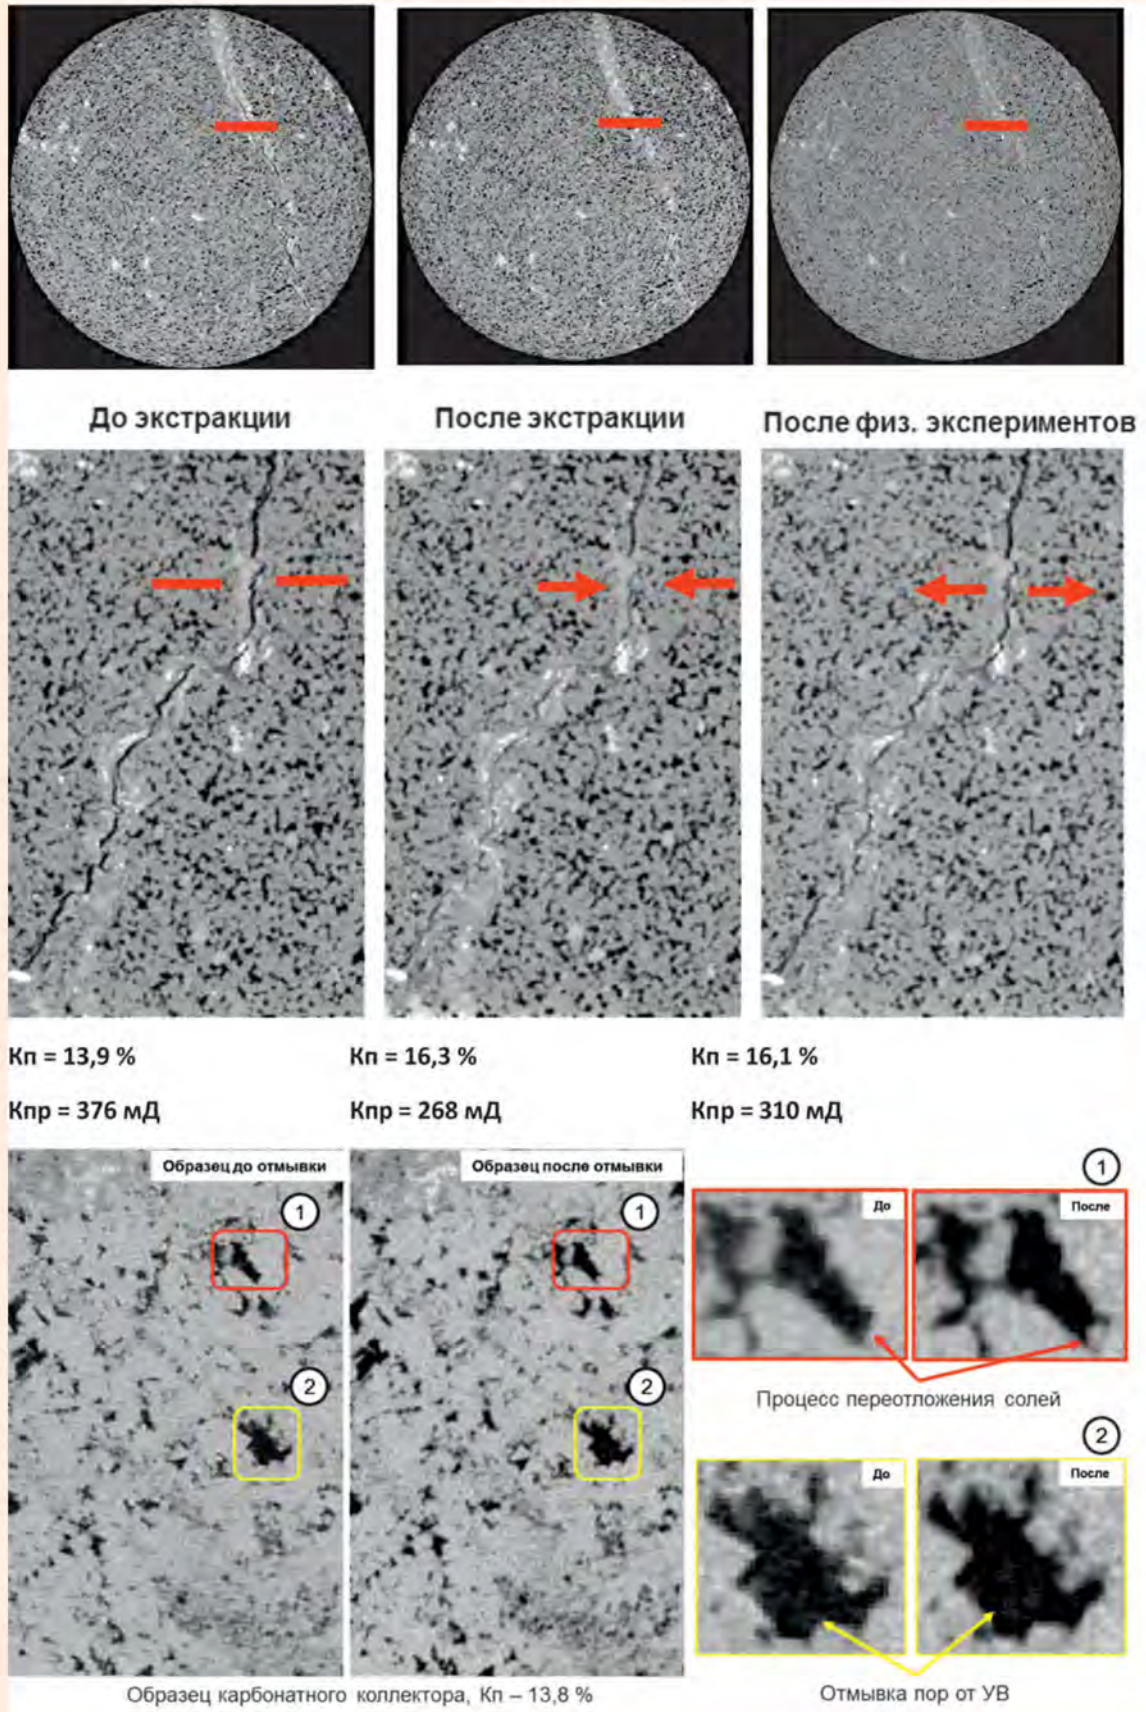 До экстракции
После экстракции
После физ. экспериментов
Кп = 13,9 %
Кп = 16,3 %
Кп = 16,1 %
Кпр = 376 мД
Кпр = 268 мД
Кпр = 310 мД
Образец до отмывки
Образец после отмывки
1
1
1
До
После
Процесс переотложения солей
2
2
2
До
После
Образец карбонатного коллектора, Кп – 13,8 %
Отмывка пор от УВ